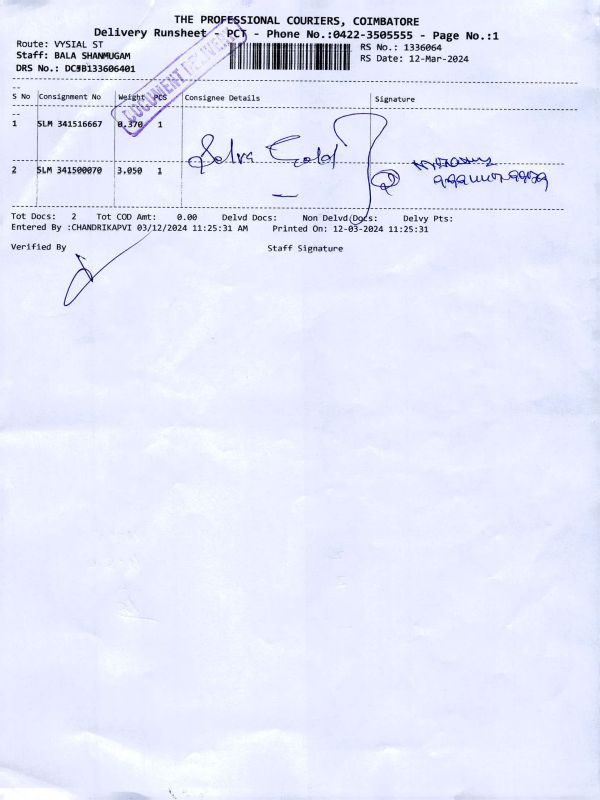 THE PROFESSIONAL COURIERS, COIMBATORE
Delivery Runsheet - PCT - Phone No.:0422-3505555 - Page No.:1
Route: VYSIAL ST
RS No.: 1336064
Staff: BALA SHANMUGAM
RS Date: 12-Mar-2024
DRS No.: DCJB133606401
S No Consignment No Weight PCS Consignee Details Signature
1 SLM 341516667 0.370 1
Selva Gold
2 SLM 341500070 3.050 1
Tot Docs: 2 Tot COD Amt: 0.00 Delvd Docs: Non Delvd Docs: Delvy Pts:
Entered By :CHANDRIKAPVI 03/12/2024 11:25:31 AM Printed On: 12-03-2024 11:25:31
Verified By Staff Signature